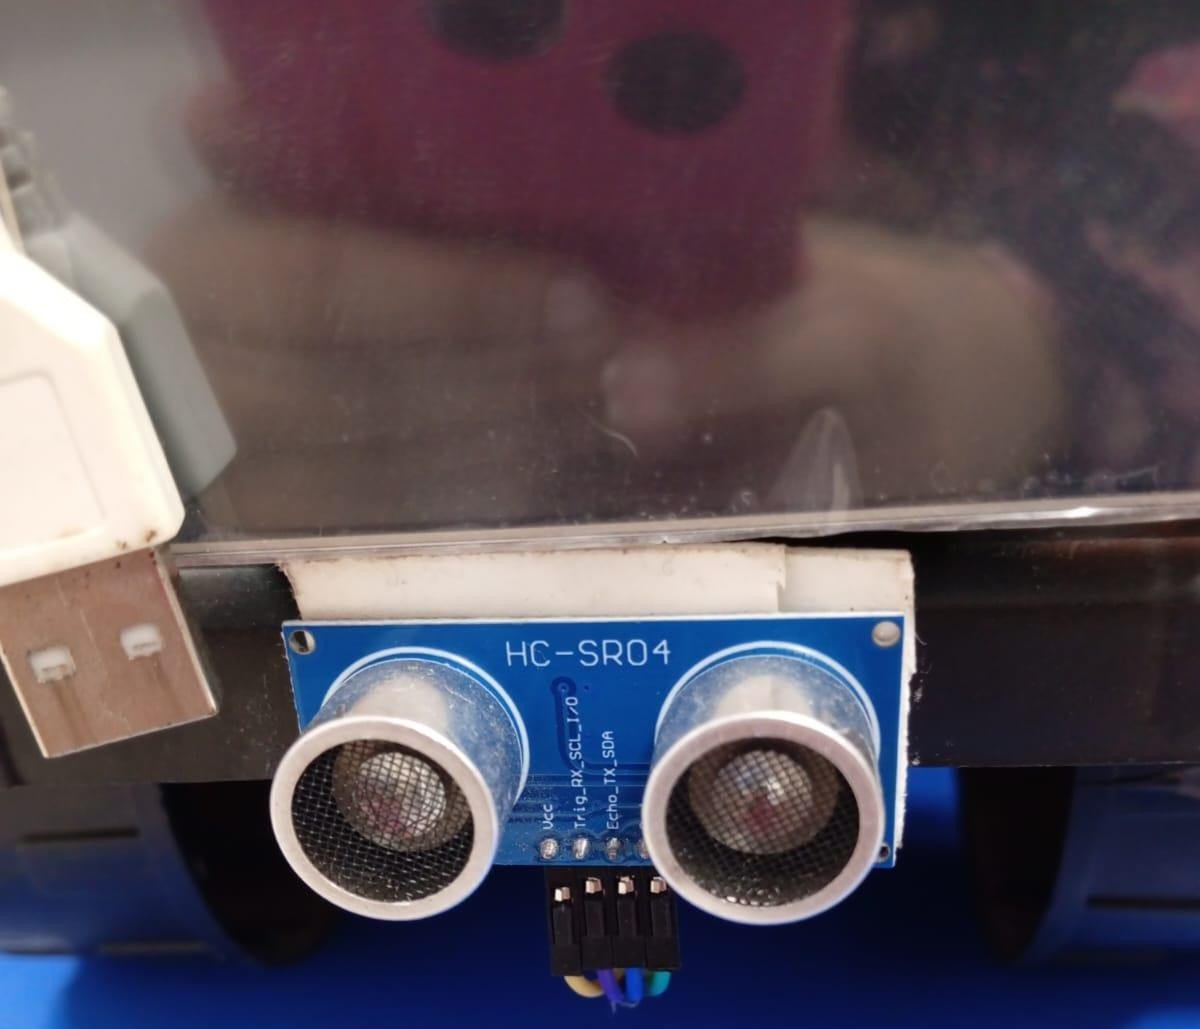 HC-SR04
Vcc
Trig_RX_SCL_I/O
Echo_TX_SDA